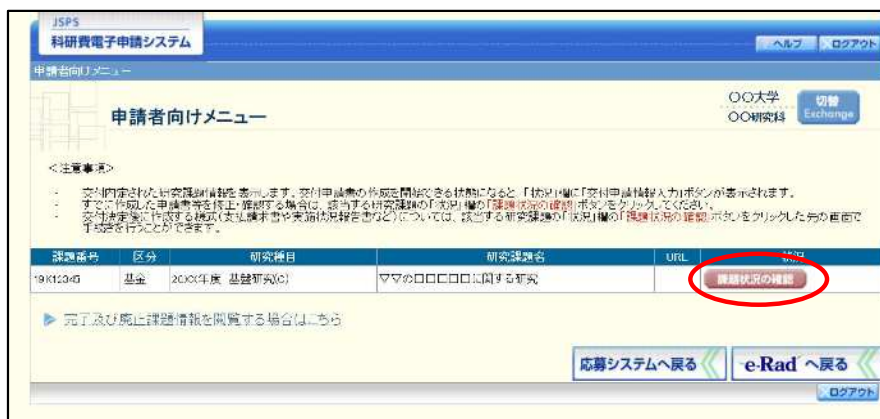 JSPS
科研費電子申請システム
ヘルプ ログアウト
申請者向けメニュー
〇〇大学
申請者向けメニュー
切替
Exchange
〇〇研究科
<注意事項>
- 交付内定された研究課題情報を表示します。交付申請書の作成を開始できる状態になると、「状況」欄に「交付申請情報入力」ボタンが表示されます。
- すでに作成した申請書等を修正・確認する場合は、該当する研究課題の「状況」欄の「課題状況の確認」ボタンをクリックしてください。
- 交付決定後に作成する様式(支払請求書や実施状況報告書など)については、該当する研究課題の「状況」欄の「課題状況の確認」ボタンをクリックした先の画面で
手続きを行うことができます。
課題番号 区分 研究種目 研究課題名 URL 状況
19K12345 基金 20XX年度 基盤研究(C) ▽▽の口口口口口に関する研究 課題状況の確認
完了及び廃止課題情報を閲覧する場合はこちら
応募システムへ戻る e-Rad へ戻る
ログアウト